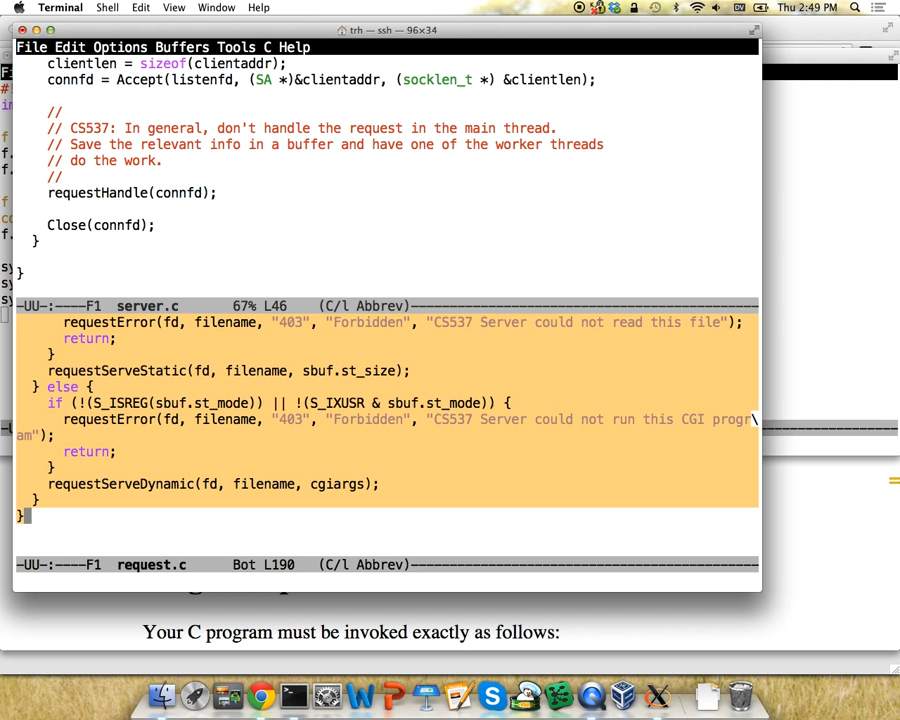 Terminal Shell Edit View Window Help
Thu 2:49 PM
trh — ssh — 96×34
File Edit Options Buffers Tools C Help
clientlen = sizeof(clientaddr);
connfd = Accept(listenfd, (SA *)&clientaddr, (socklen_t *) &clientlen);
//
// CS537: In general, don't handle the request in the main thread.
// Save the relevant info in a buffer and have one of the worker threads
// do the work.
//
requestHandle(connfd);
Close(connfd);
}
}
-UU-:----F1 server.c 67% L46 (C/l Abbrev)
requestError(fd, filename, "403", "Forbidden", "CS537 Server could not read this file");
return;
}
requestServeStatic(fd, filename, sbuf.st_size);
} else {
if (!(S_ISREG(sbuf.st_mode)) || !(S_IXUSR & sbuf.st_mode)) {
requestError(fd, filename, "403", "Forbidden", "CS537 Server could not run this CGI progr\
am");
return;
}
requestServeDynamic(fd, filename, cgiargs);
}
}
-UU-:----F1 request.c Bot L190 (C/l Abbrev)
Your C program must be invoked exactly as follows: